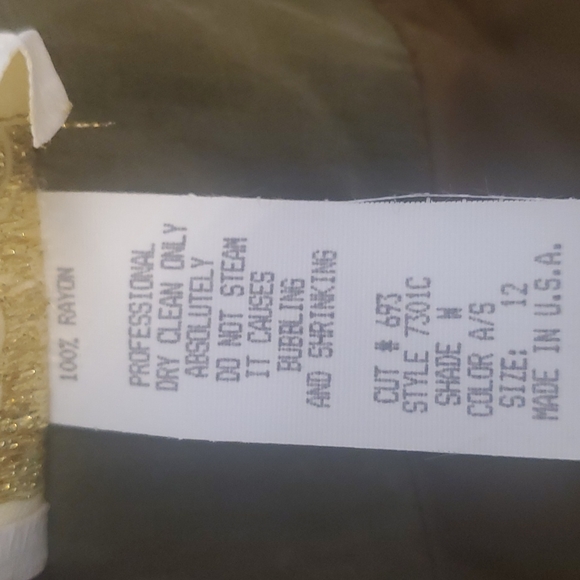 100% RAYON
PROFESSIONAL
DRY CLEAN ONLY
ABSOLUTELY
DO NOT STEAM
IT CAUSES
BUBBLING
AND SHRINKING
CUT # 693
STYLE 7301C
SHADE W
COLOR A/S
SIZE: 12
MADE IN U.S.A.